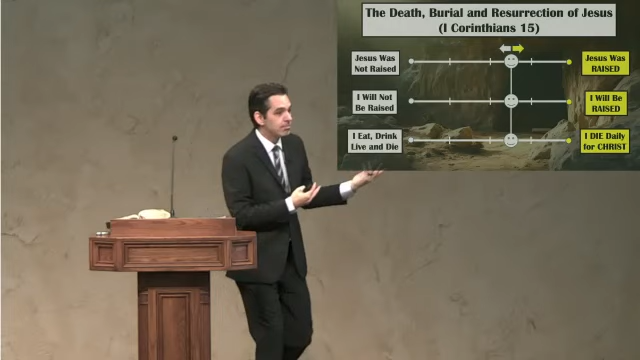 The Death, Burial and Resurrection of Jesus
(I Corinthians 15)
Jesus Was
Not Raised
Jesus Was
RAISED
I Will Not
Be Raised
I Will Be
RAISED
I Eat, Drink
Live and Die
I DIE Daily
for CHRIST